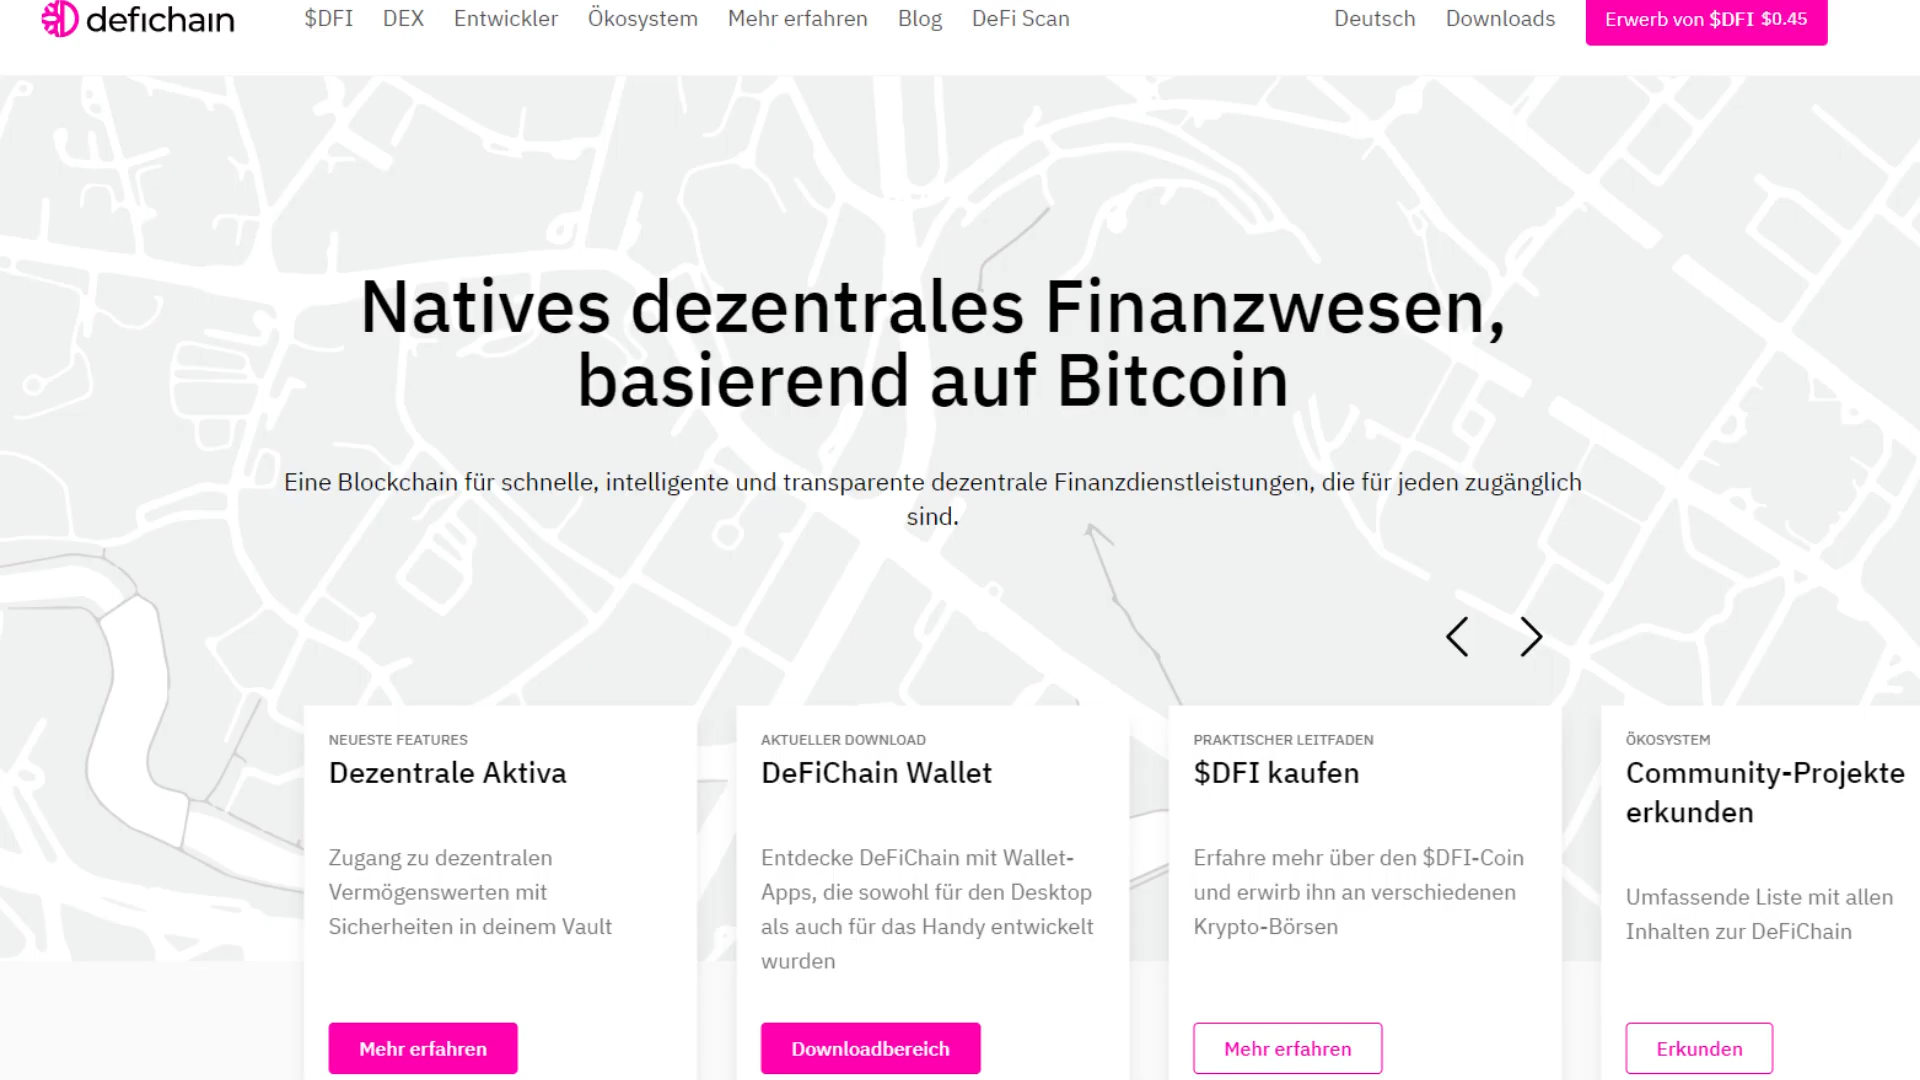 defichain
$DFI DEX Entwickler Ökosystem Mehr erfahren Blog DeFi Scan Deutsch Downloads Erwerb von $DFI $0.45
Natives dezentrales Finanzwesen,
basierend auf Bitcoin
Eine Blockchain für schnelle, intelligente und transparente dezentrale Finanzdienstleistungen, die für jeden zugänglich
sind.
NEUESTE FEATURES
Dezentrale Aktiva
Zugang zu dezentralen
Vermögenswerten mit
Sicherheiten in deinem Vault
Mehr erfahren
AKTUELLER DOWNLOAD
DeFiChain Wallet
Entdecke DeFiChain mit Wallet-
Apps, die sowohl für den Desktop
als auch für das Handy entwickelt
wurden
Downloadbereich
PRAKTISCHER LEITFADEN
$DFI kaufen
Erfahre mehr über den $DFI-Coin
und erwirb ihn an verschiedenen
Krypto-Börsen
Mehr erfahren
ÖKOSYSTEM
Community-Projekte
erkunden
Umfassende Liste mit allen
Inhalten zur DeFiChain
Erkunden